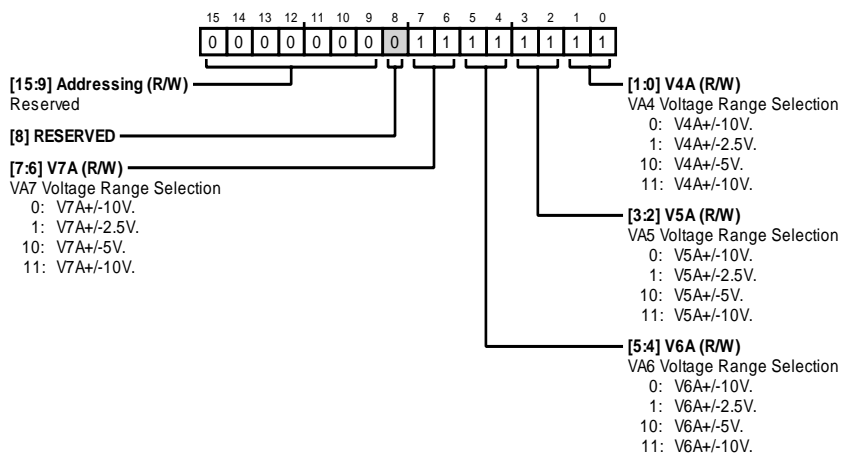 15 14 13 12 11 10 9 8 7 6 5 4 3 2 1 0
0 0 0 0 0 0 0 0 1 1 1 1 1 1 1 1
[15:9] Addressing (R/W)
Reserved
[8] RESERVED
[7:6] V7A (R/W)
VA7 Voltage Range Selection
0: V7A+/-10V.
1: V7A+/-2.5V.
10: V7A+/-5V.
11: V7A+/-10V.
[1:0] V4A (R/W)
VA4 Voltage Range Selection
0: V4A+/-10V.
1: V4A+/-2.5V.
10: V4A+/-5V.
11: V4A+/-10V.
[3:2] V5A (R/W)
VA5 Voltage Range Selection
0: V5A+/-10V.
1: V5A+/-2.5V.
10: V5A+/-5V.
11: V5A+/-10V.
[5:4] V6A (R/W)
VA6 Voltage Range Selection
0: V6A+/-10V.
1: V6A+/-2.5V.
10: V6A+/-5V.
11: V6A+/-10V.